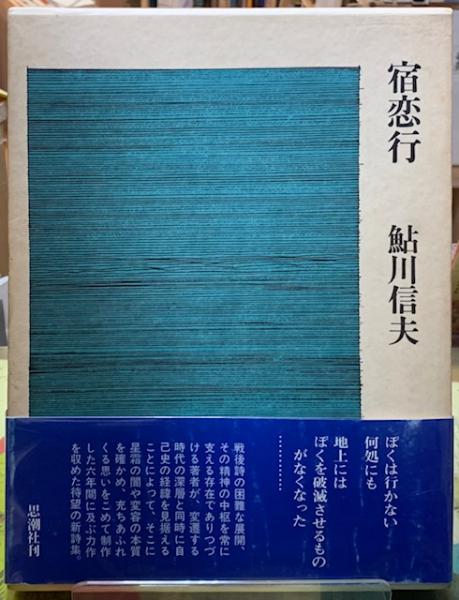 宿恋行　鮎川信夫
ぼくは行かない
何処にも
地上には
ぼくを破滅させるもの
がなくなった
…………
戦後詩の困難な展開、
その精神の中枢を常に
支える存在でありつづ
ける著者が、変遷する
時代の深層と同時に自
己史の経緯を見据える
ことによって、そこに
星霜の闇や変容の本質
を確かめ、充ちあふれ
くる思いをこめて制作
した六年間に及ぶ力作
を収めた待望の新詩集。
思潮社刊